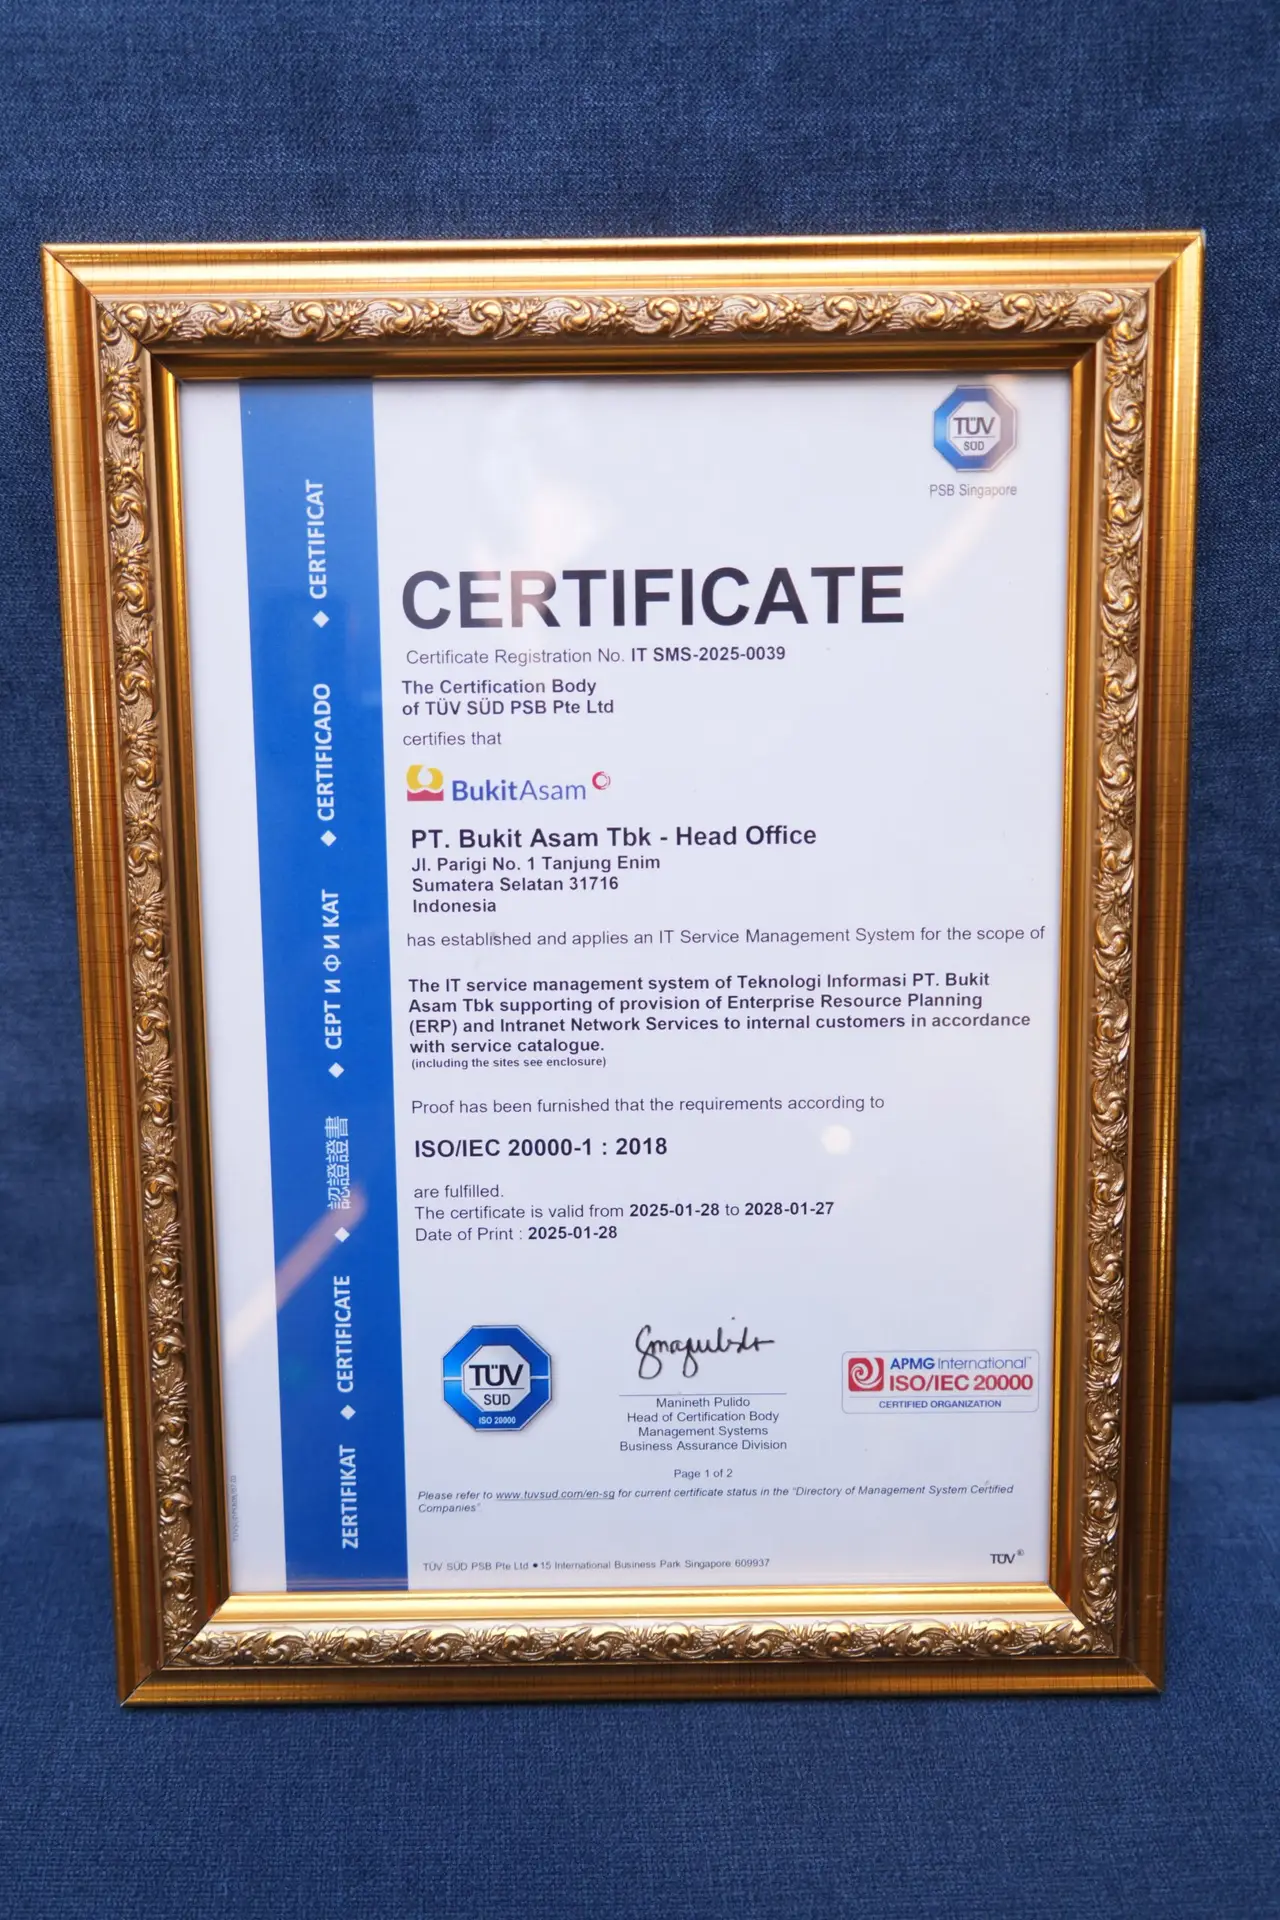 TÜV
SÜD
PSB Singapore
CERTIFICATE
Certificate Registration No. IT SMS-2025-0039
The Certification Body
of TÜV SÜD PSB Pte Ltd
certifies that
BukitAsam
PT. Bukit Asam Tbk - Head Office
Jl. Parigi No. 1 Tanjung Enim
Sumatera Selatan 31716
Indonesia
has established and applies an IT Service Management System for the scope of
The IT service management system of Teknologi Informasi PT. Bukit
Asam Tbk supporting of provision of Enterprise Resource Planning
(ERP) and Intranet Network Services to internal customers in accordance
with service catalogue.
(including the sites see enclosure)
Proof has been furnished that the requirements according to
ISO/IEC 20000-1 : 2018
are fulfilled.
The certificate is valid from 2025-01-28 to 2028-01-27
Date of Print : 2025-01-28
TÜV
SÜD
ISO 20000
Manineth Pulido
Head of Certification Body
Management Systems
Business Assurance Division
APMG International™
ISO/IEC 20000
CERTIFIED ORGANIZATION
Page 1 of 2
Please refer to www.tuvsud.com/en-sg for current certificate status in the "Directory of Management System Certified
Companies".
TÜV SÜD PSB Pte Ltd ● 15 International Business Park Singapore 609937
TÜV®
ZERTIFIKAT ◆ CERTIFICATE ◆ 認證證書 ◆ СЕРТИФИКАТ ◆ CERTIFICADO ◆ CERTIFICAT